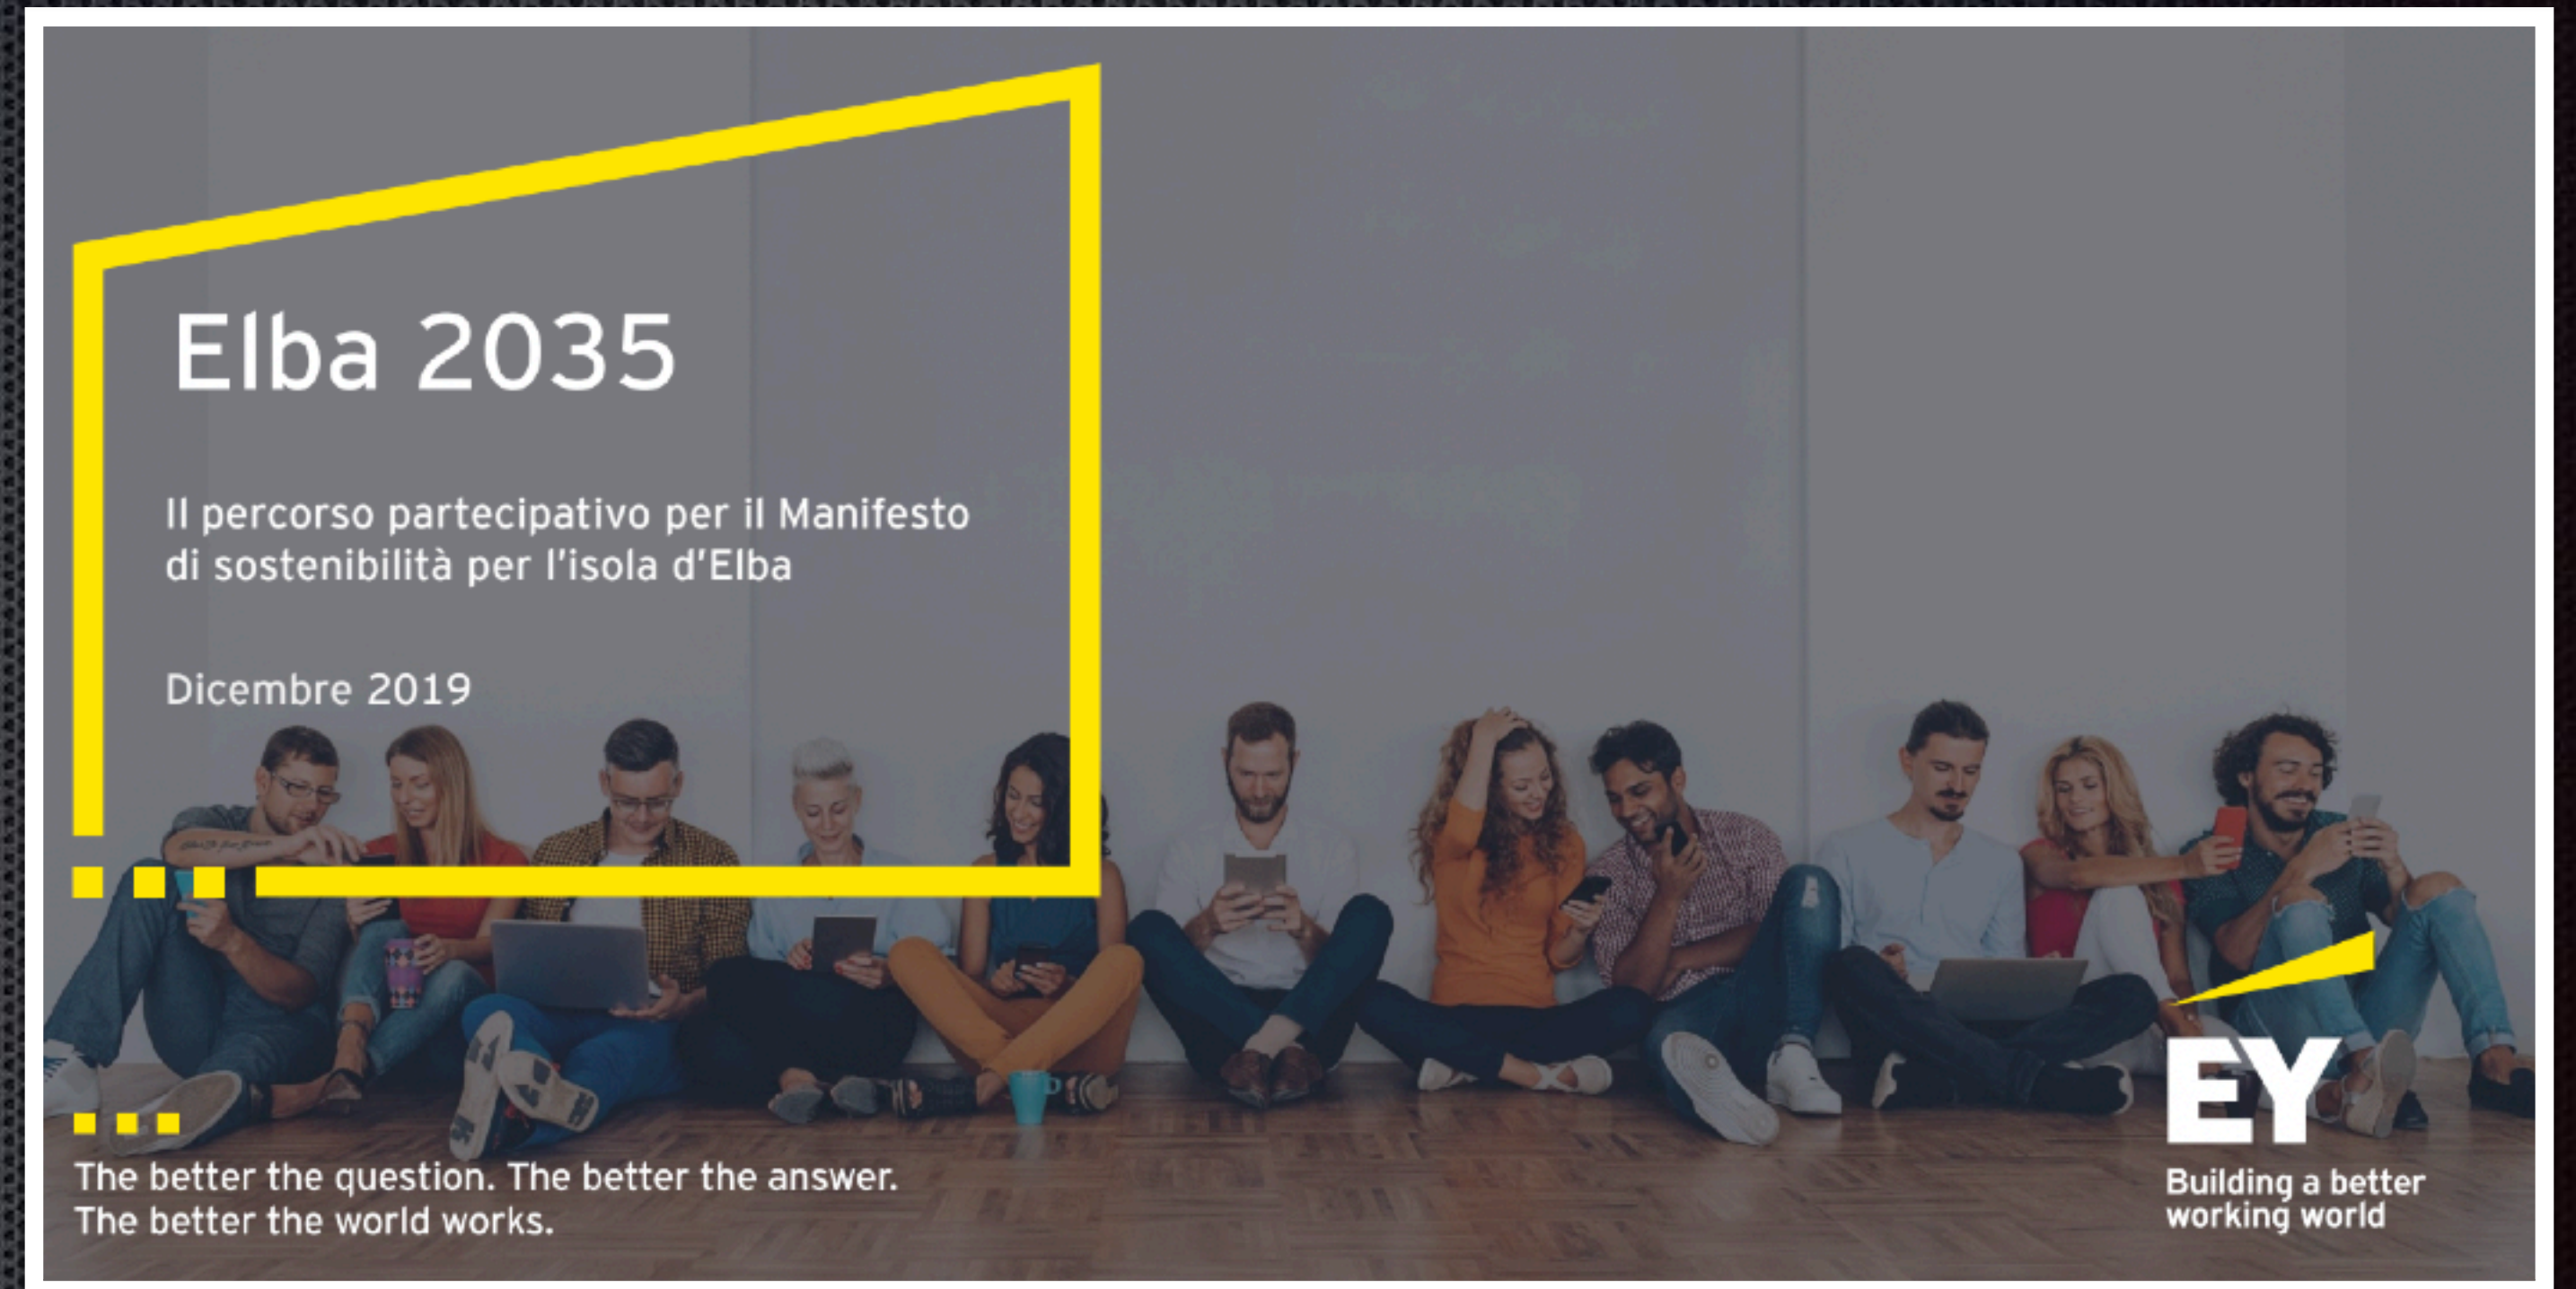 Elba 2035
Il percorso partecipativo per il Manifesto
di sostenibilità per l'isola d'Elba
Dicembre 2019
The better the question. The better the answer.
The better the world works.
EY
Building a better
working world